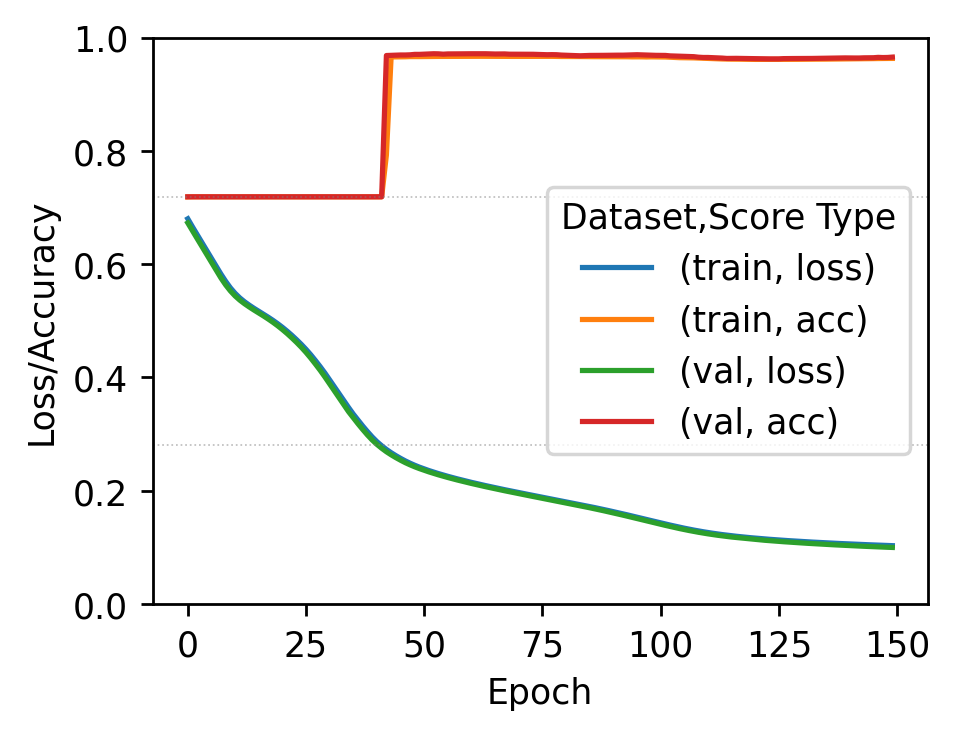 1.0
0.8
0.6
0.4
0.2
0.0
Loss/Accuracy
Dataset,Score Type
(train, loss)
(train, acc)
(val, loss)
(val, acc)
0 25 50 75 100 125 150
Epoch